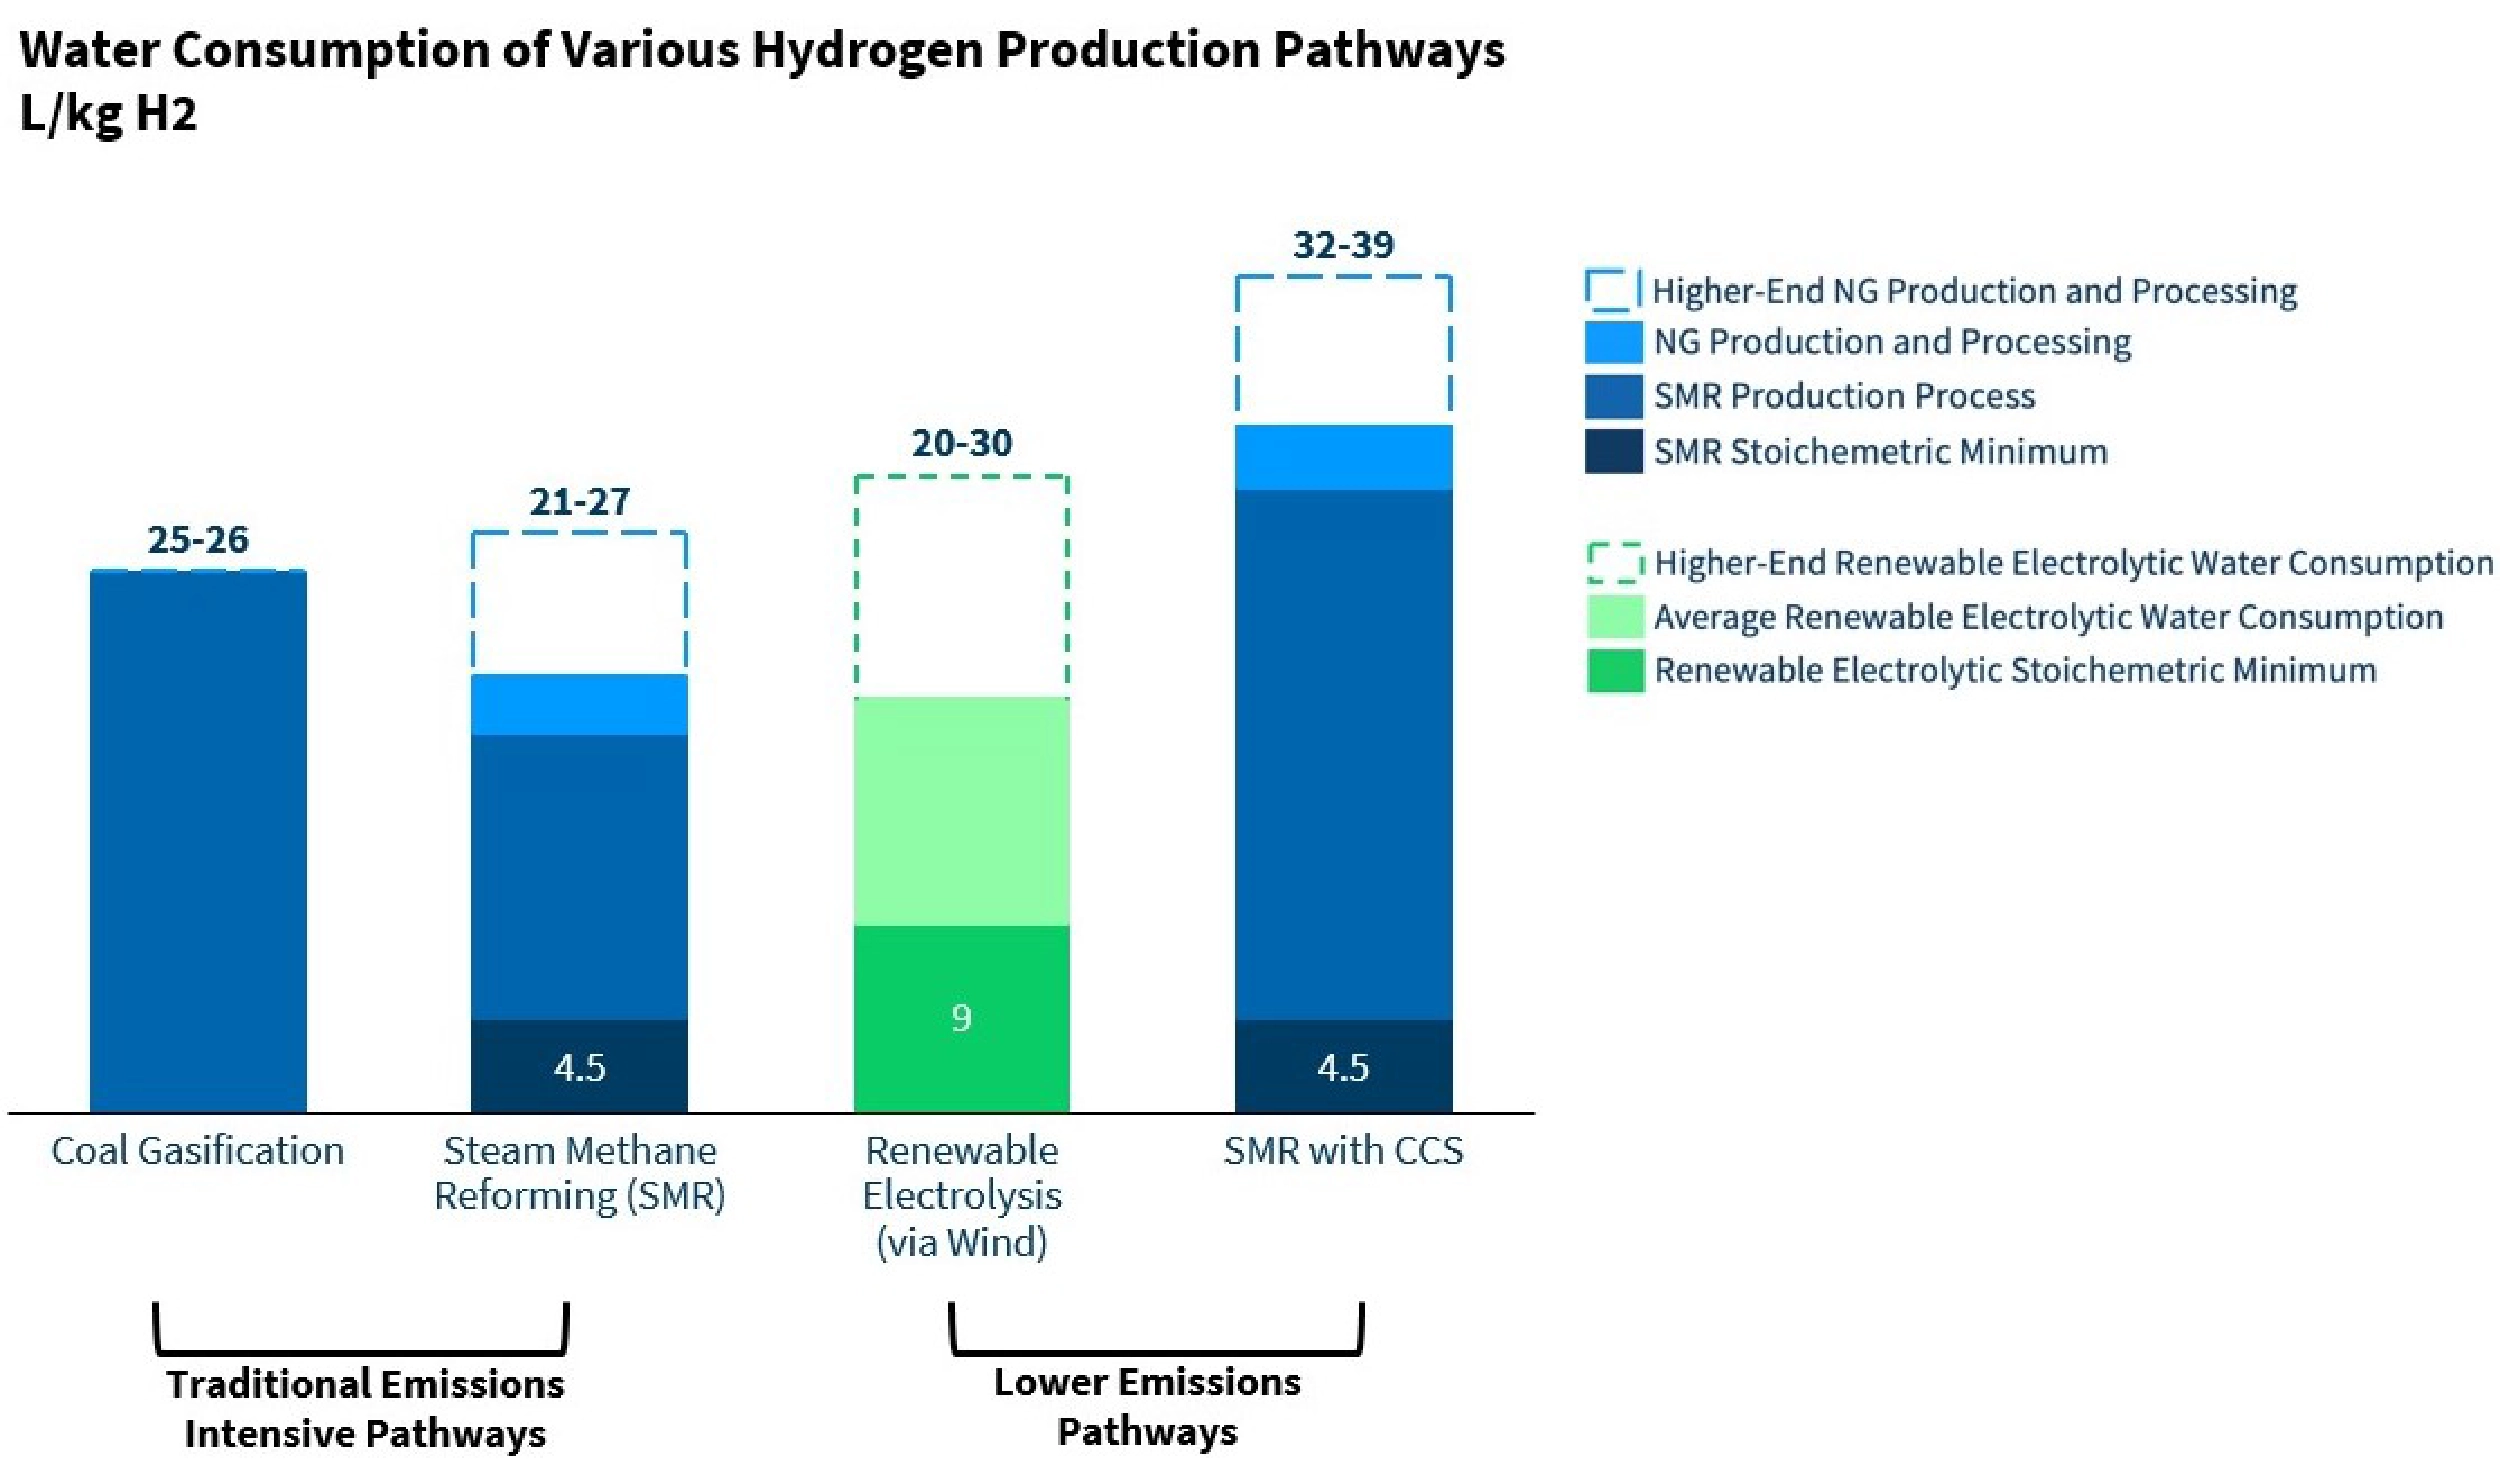 Water Consumption of Various Hydrogen Production Pathways
L/kg H2
32-39
20-30
21-27
25-26
4.5
9
4.5
Coal Gasification
Steam Methane
Reforming (SMR)
Renewable
Electrolysis
(via Wind)
SMR with CCS
Traditional Emissions
Intensive Pathways
Lower Emissions
Pathways
Higher-End NG Production and Processing
NG Production and Processing
SMR Production Process
SMR Stoichemetric Minimum
Higher-End Renewable Electrolytic Water Consumption
Average Renewable Electrolytic Water Consumption
Renewable Electrolytic Stoichemetric Minimum